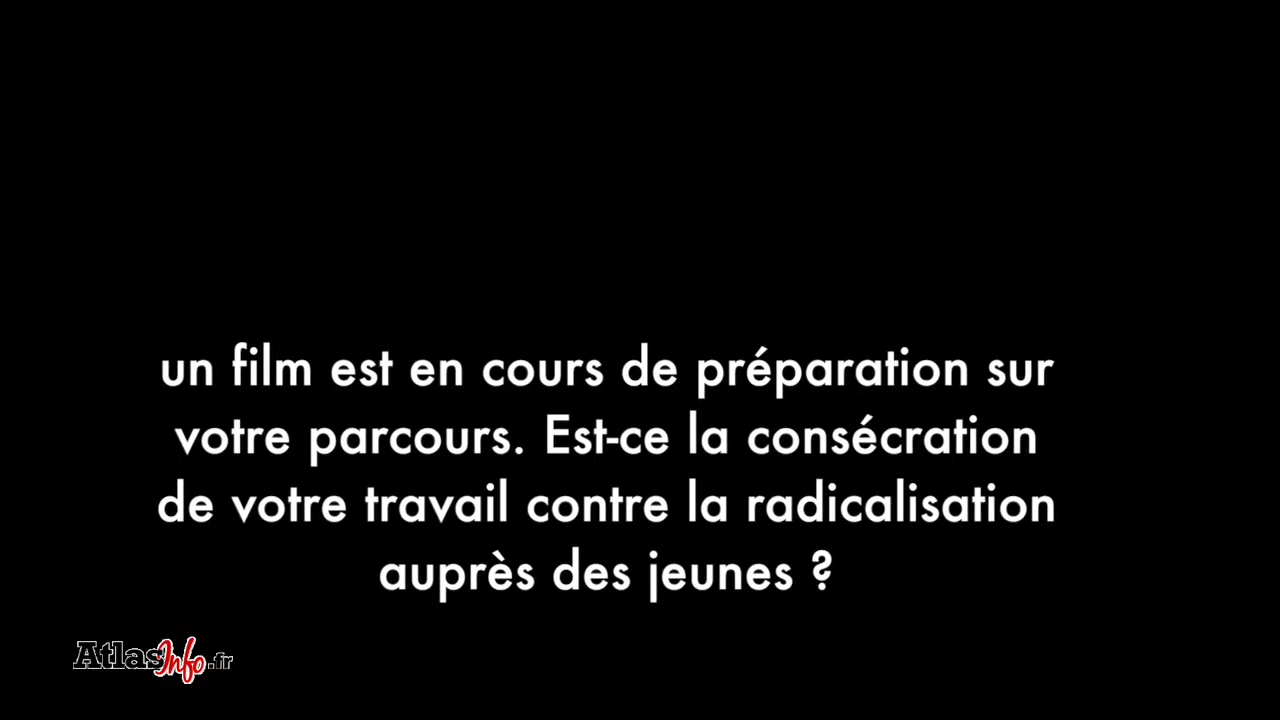 un film est en cours de préparation sur
votre parcours. Est-ce la consécration
de votre travail contre la radicalisation
auprès des jeunes ?
AtlasInfo.fr